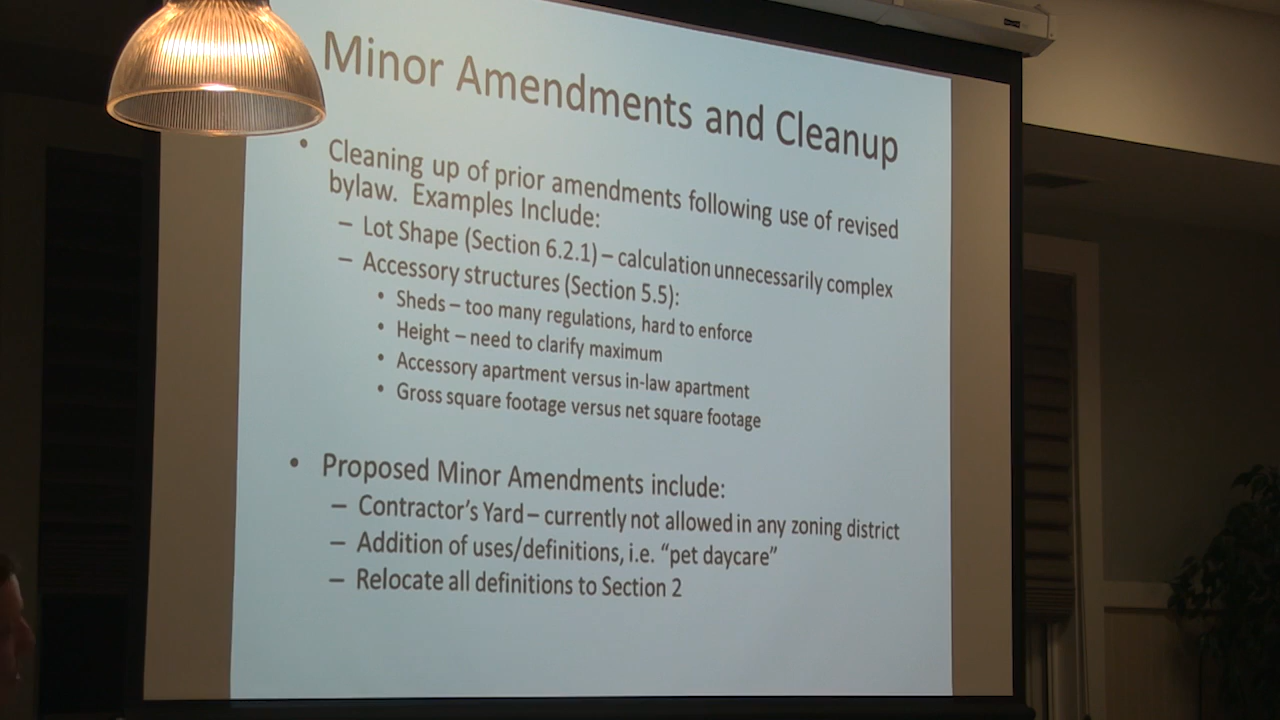 Minor Amendments and Cleanup
• Cleaning up of prior amendments following use of revised
bylaw. Examples Include:
– Lot Shape (Section 6.2.1) – calculation unnecessarily complex
– Accessory structures (Section 5.5):
• Sheds – too many regulations, hard to enforce
• Height – need to clarify maximum
• Accessory apartment versus in-law apartment
• Gross square footage versus net square footage
• Proposed Minor Amendments include:
– Contractor's Yard – currently not allowed in any zoning district
– Addition of uses/definitions, i.e. "pet daycare"
– Relocate all definitions to Section 2